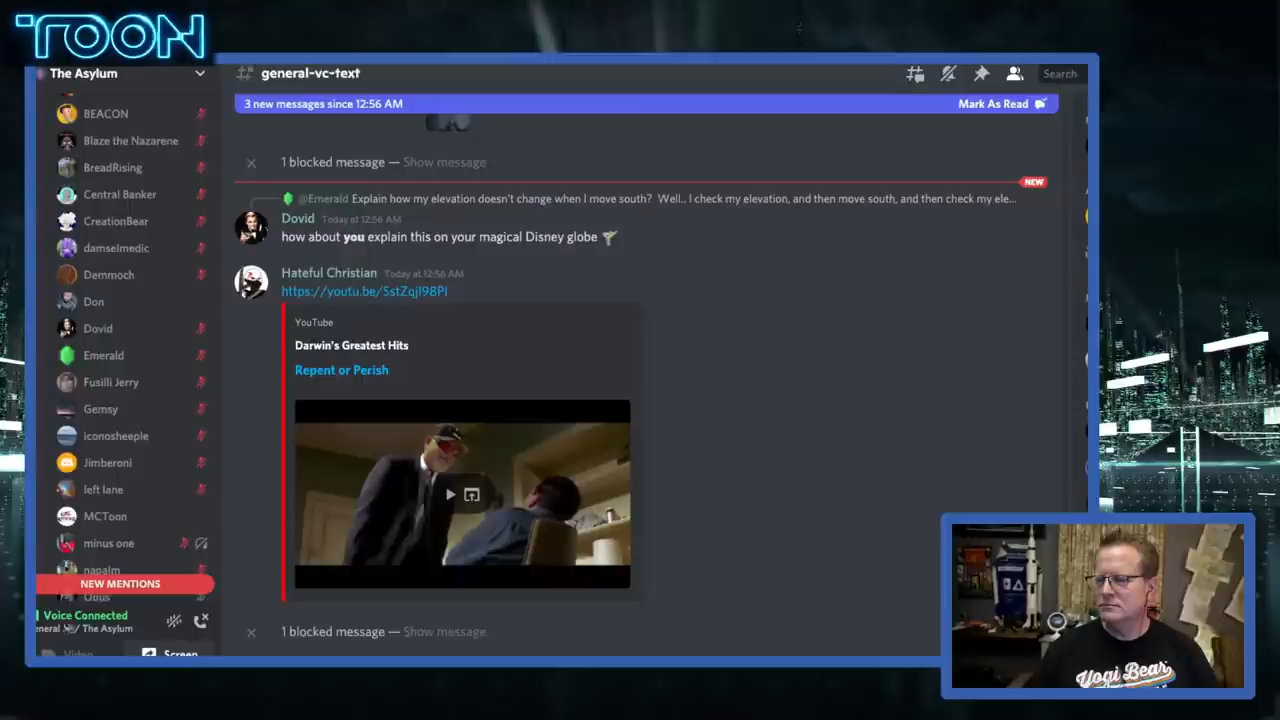 TOON
The Asylum
general-vc-text
Search
3 new messages since 12:56 AM
Mark As Read
BEACON
Blaze the Nazarene
BreadRising
Central Banker
CreationBear
damselmedic
Demmoch
Don
Dovid
Emerald
Fusilli Jerry
Gemsy
iconosheeple
Jimberoni
left lane
MCToon
minus one
napalm
Opus
NEW MENTIONS
Voice Connected
eneral / The Asylum
Video
Screen
1 blocked message — Show message
NEW
@Emerald Explain how my elevation doesn't change when I move south? Well.. I check my elevation, and then move south, and then check my ele...
Dovid Today at 12:56 AM
how about you explain this on your magical Disney globe
Hateful Christian Today at 12:56 AM
YouTube
Darwin's Greatest Hits
Repent or Perish
1 blocked message — Show message
Yogi Bear